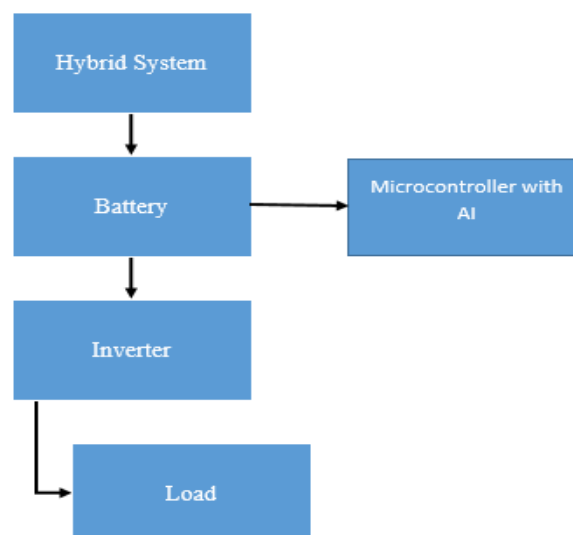 Hybrid System
Battery
Microcontroller with
AI
Inverter
Load